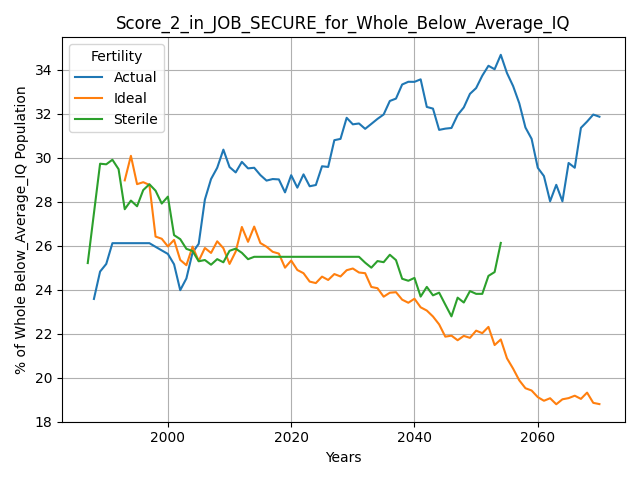 Score_2_in_JOB_SECURE_for_Whole_Below_Average_IQ
Fertility
Actual
Ideal
Sterile
% of Whole Below_Average_IQ Population
34
32
30
28
26
24
22
20
18
2000
2020
2040
2060
Years